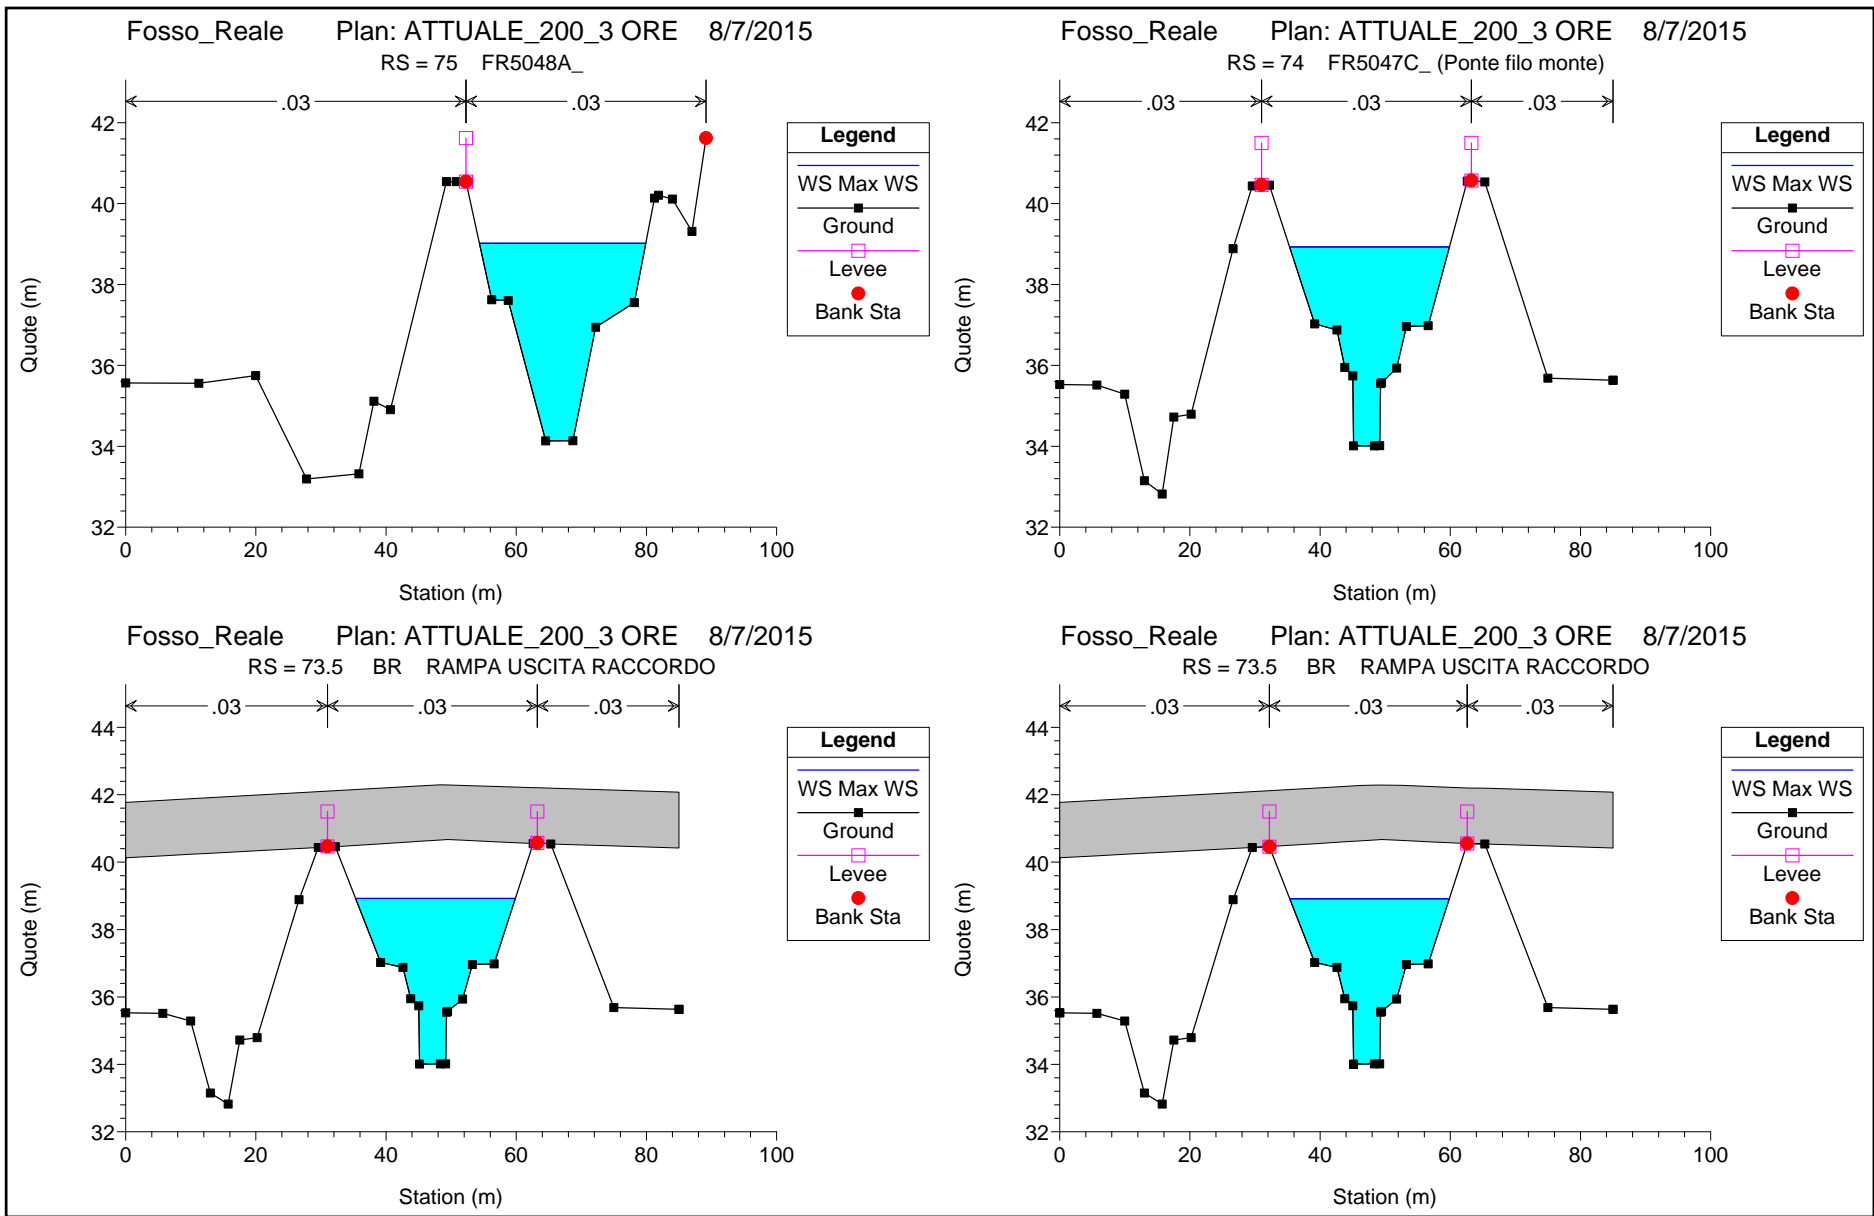 Fosso_Reale Plan: ATTUALE_200_3 ORE 8/7/2015
RS = 75 FR5048A_
.03 .03
42
40
38
36
34
32
0 20 40 60 80 100
Quote (m)
Station (m)
Legend
WS Max WS
Ground
Levee
Bank Sta
Fosso_Reale Plan: ATTUALE_200_3 ORE 8/7/2015
RS = 74 FR5047C_ (Ponte filo monte)
.03 .03 .03
42
40
38
36
34
32
0 20 40 60 80 100
Quote (m)
Station (m)
Legend
WS Max WS
Ground
Levee
Bank Sta
Fosso_Reale Plan: ATTUALE_200_3 ORE 8/7/2015
RS = 73.5 BR RAMPA USCITA RACCORDO
.03 .03 .03
44
42
40
38
36
34
32
0 20 40 60 80 100
Quote (m)
Station (m)
Legend
WS Max WS
Ground
Levee
Bank Sta
Fosso_Reale Plan: ATTUALE_200_3 ORE 8/7/2015
RS = 73.5 BR RAMPA USCITA RACCORDO
.03 .03 .03
44
42
40
38
36
34
32
0 20 40 60 80 100
Quote (m)
Station (m)
Legend
WS Max WS
Ground
Levee
Bank Sta